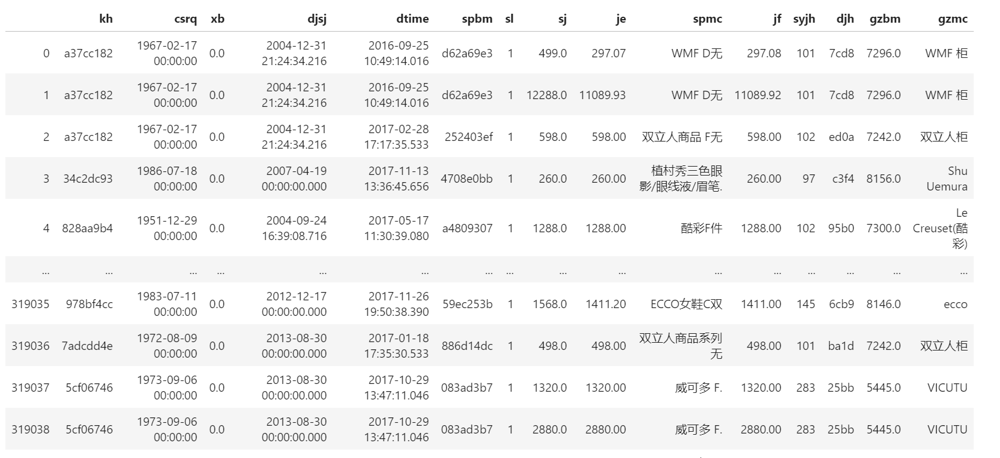 kh csrq xb djsj dtime spbm sl sj je spmc jf syjh djh gzbm gzmc
0 a37cc182 1967-02-17 00:00:00 0.0 2004-12-31 21:24:34.216 2016-09-25 10:49:14.016 d62a69e3 1 499.0 297.07 WMF D无 297.08 101 7cd8 7296.0 WMF 柜
1 a37cc182 1967-02-17 00:00:00 0.0 2004-12-31 21:24:34.216 2016-09-25 10:49:14.016 d62a69e3 1 12288.0 11089.93 WMF D无 11089.92 101 7cd8 7296.0 WMF 柜
2 a37cc182 1967-02-17 00:00:00 0.0 2004-12-31 21:24:34.216 2017-02-28 17:17:35.533 252403ef 1 598.0 598.00 双立人商品 F无 598.00 102 ed0a 7242.0 双立人柜
3 34c2dc93 1986-07-18 00:00:00 0.0 2007-04-19 00:00:00.000 2017-11-13 13:36:45.656 4708e0bb 1 260.0 260.00 植村秀三色眼影/眼线液/眉笔. 260.00 97 c3f4 8156.0 Shu Uemura
4 828aa9b4 1951-12-29 00:00:00 0.0 2004-09-24 16:39:08.716 2017-05-17 11:30:39.080 a4809307 1 1288.0 1288.00 酷彩F件 1288.00 102 95b0 7300.0 Le Creuset(酷彩)
... ... ... ... ... ... ... ... ... ... ... ... ... ... ... ...
319035 978bf4cc 1983-07-11 00:00:00 0.0 2012-12-17 00:00:00.000 2017-11-26 19:50:38.390 59ec253b 1 1568.0 1411.20 ECCO女鞋C双 1411.00 145 6cb9 8146.0 ecco
319036 7adcdd4e 1972-08-09 00:00:00 0.0 2013-08-30 00:00:00.000 2017-01-18 17:35:30.533 886d14dc 1 498.0 498.00 双立人商品系列无 498.00 101 ba1d 7242.0 双立人柜
319037 5cf06746 1973-09-06 00:00:00 0.0 2013-08-30 00:00:00.000 2017-10-29 13:47:11.046 083ad3b7 1 1320.0 1320.00 威可多 F. 1320.00 283 25bb 5445.0 VICUTU
319038 5cf06746 1973-09-06 00:00:00 0.0 2013-08-30 00:00:00.000 2017-10-29 13:47:11.046 083ad3b7 1 2880.0 2880.00 威可多 F. 2880.00 283 25bb 5445.0 VICUTU